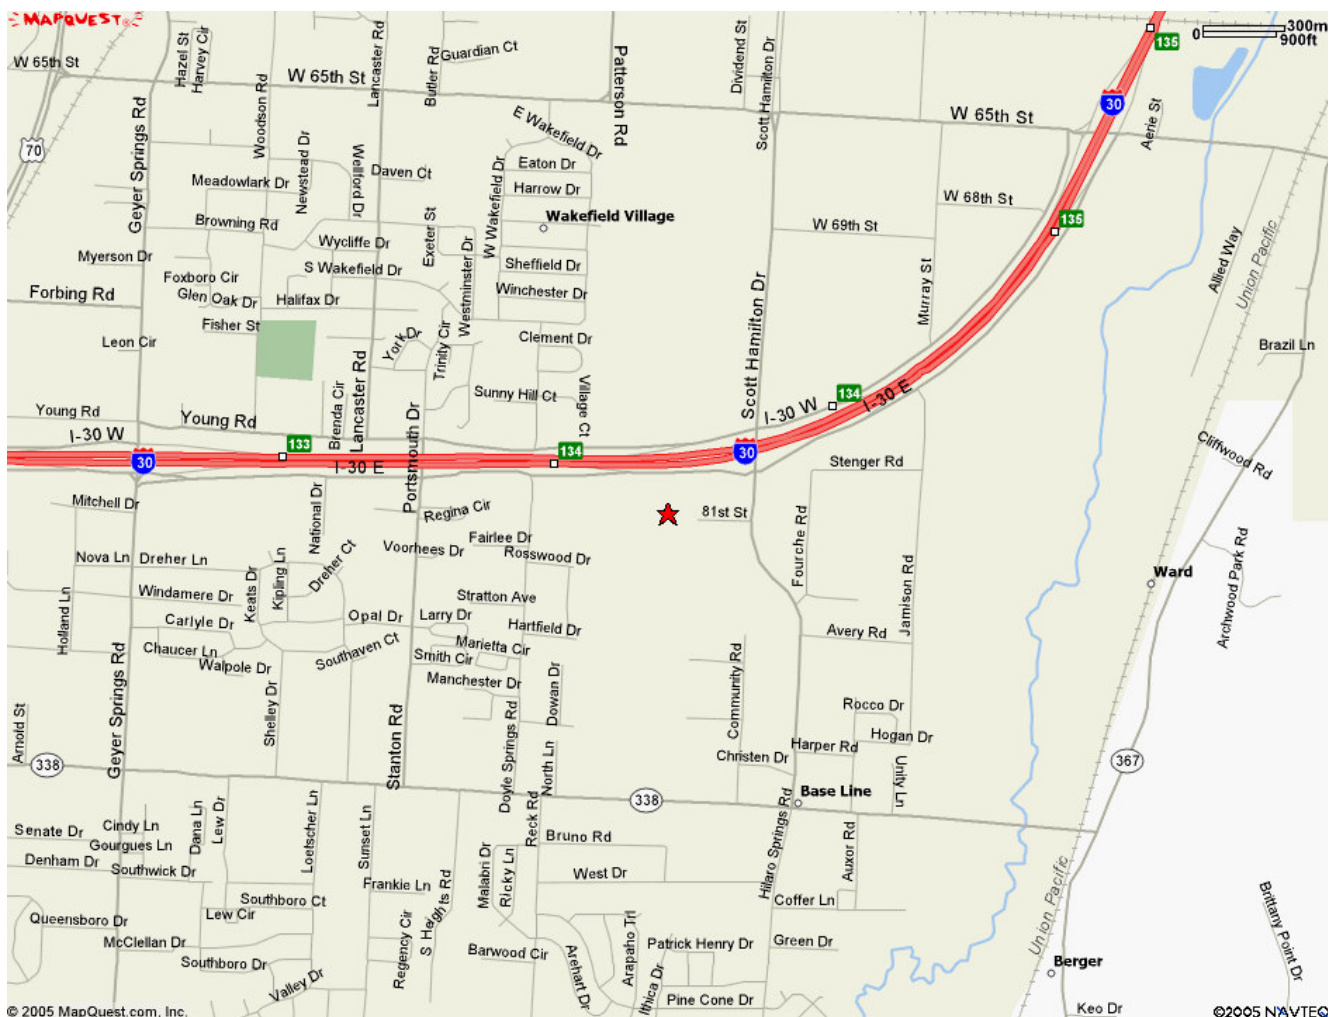 MAPQUEST
300m
0
900ft
135
W 65th St
Hazel St
Harvey Cir
Lancaster Rd
Butler Rd
Guardian Ct
Patterson Rd
Dividend St
Scott Hamilton Dr
W 65th St
Geyer Springs Rd
Woodson Rd
30
Aerie St
W 65th St
E Wakefield Dr
70
Newstead Dr
Wellford Dr
Daven Ct
Eaton Dr
Meadowlark Dr
Harrow Dr
W 68th St
Browning Rd
Exeter St
W Wakefield Dr
Wakefield Village
W 69th St
135
Wycliffe Dr
Myerson Dr
Foxboro Cir
S Wakefield Dr
Westminster Dr
Sheffield Dr
Allied Way
Union Pacific
Forbing Rd
Glen Oak Dr
Halifax Dr
Winchester Dr
Murray St
Fisher St
Leon Cir
York Dr
Trinity Cir
Clement Dr
Scott Hamilton Dr
Brazil Ln
Lancaster Rd
Brenda Cir
Sunny Hill Ct
Village Ct
134
I-30 E
I-30 W
Young Rd
Young Rd
Portsmouth Dr
I-30 W
133
134
30
30
I-30 E
Stenger Rd
Cliffwood Rd
Mitchell Dr
National Dr
Regina Cir
81st St
Fourche Rd
Fairlee Dr
Voorhees Dr
Rosswood Dr
Nova Ln
Dreher Ln
Dreher Ct
Kipling Ln
Keats Dr
Jamison Rd
Ward
Archwood Park Rd
Holland Ln
Windamere Dr
Stratton Ave
Carlyle Dr
Opal Dr
Larry Dr
Hartfield Dr
Avery Rd
Chaucer Ln
Southaven Ct
Marietta Cir
Smith Cir
Walpole Dr
Geyer Springs Rd
Shelley Dr
Manchester Dr
Dowan Dr
Community Rd
Arnold St
Stanton Rd
Doyle Springs Rd
Rocco Dr
Hogan Dr
Harper Rd
Christen Dr
North Ln
Unity Ln
338
367
338
Base Line
Reck Rd
Hilaro Springs Rd
Dana Ln
Lew Dr
Loetscher Ln
Sunset Ln
Cindy Ln
Senate Dr
Gourgues Ln
Bruno Rd
Auxor Rd
Denham Dr
Southwick Dr
Malabri Dr
Ricky Ln
West Dr
Frankie Ln
S Heights Rd
Union Pacific
Southboro Ct
Coffer Ln
Queensboro Dr
Lew Cir
Regency Cir
Arapaho Trl
Brittany Point Dr
McClellan Dr
Barwood Cir
Patrick Henry Dr
Green Dr
Southboro Dr
Arehart Dr
Ithica Dr
Berger
Valley Dr
Pine Cone Dr
Keo Dr
© 2005 MapQuest.com, Inc.
©2005 NAVTEQ